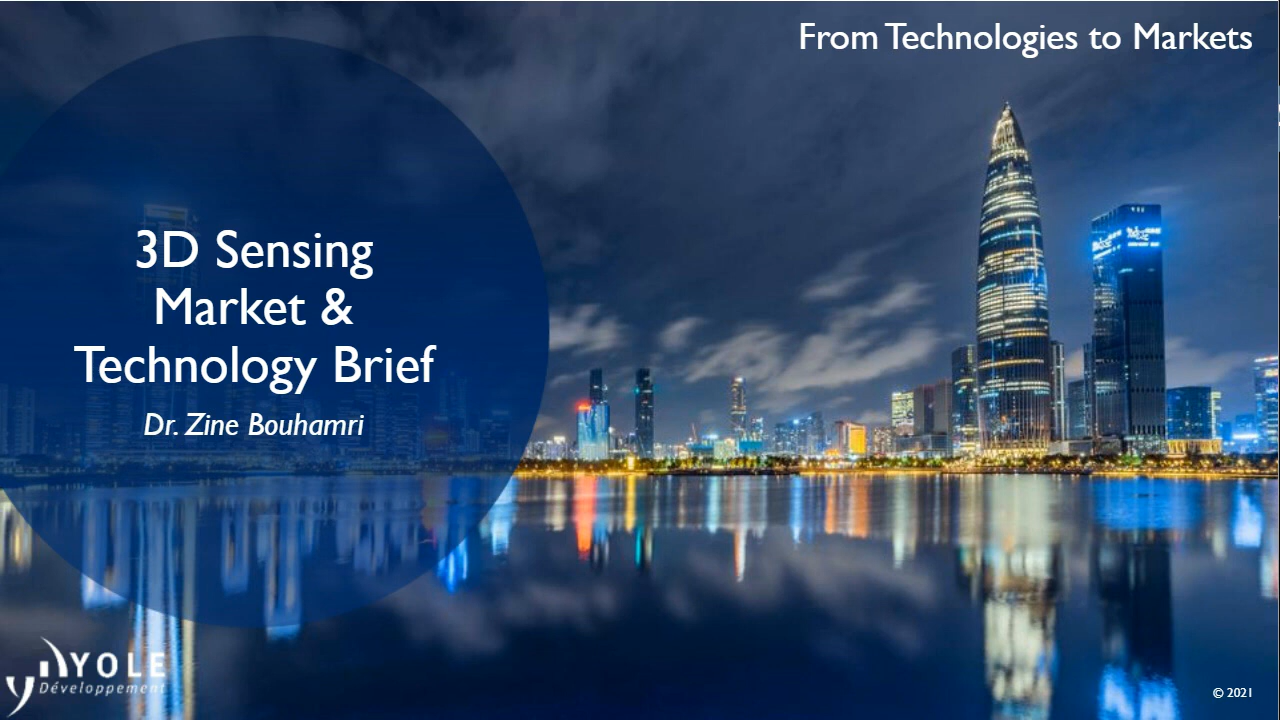 From Technologies to Markets
3D Sensing
Market &
Technology Brief
Dr. Zine Bouhamri
YOLE
Développement
© 2021